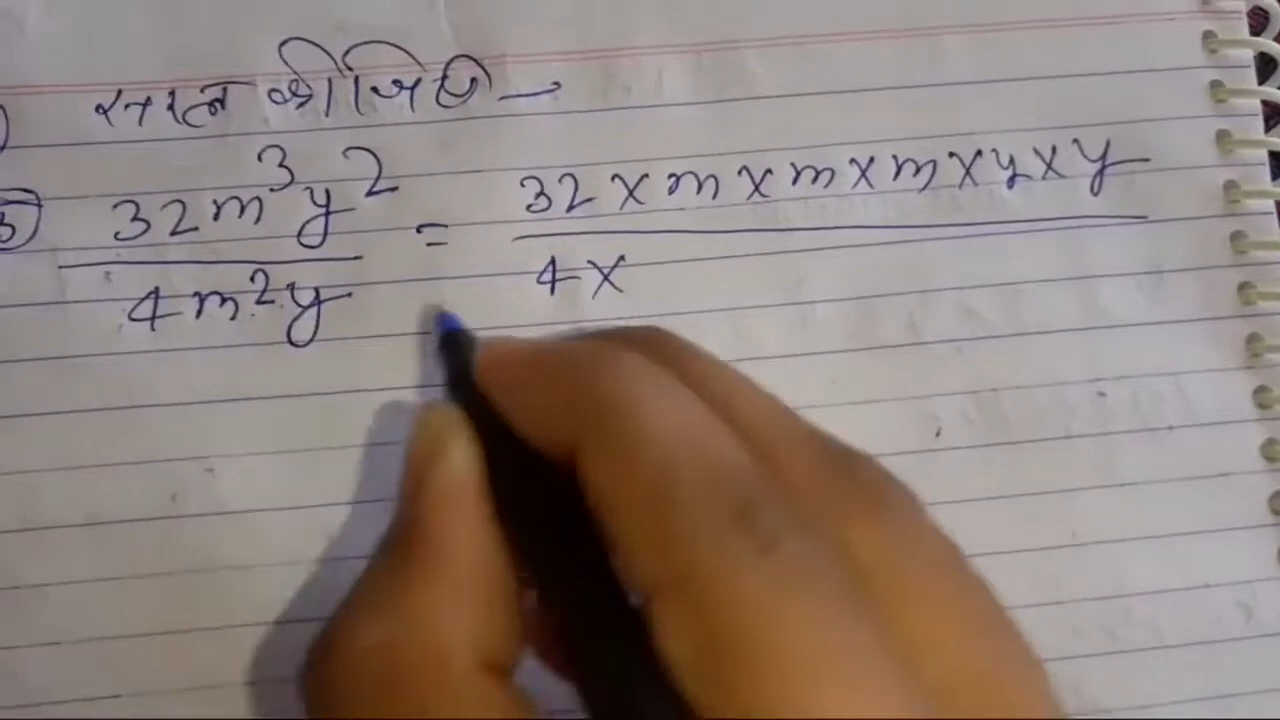 सरल कीजिए -
32m³y² / 4m²y = 32 × m × m × m × y × y / 4 ×